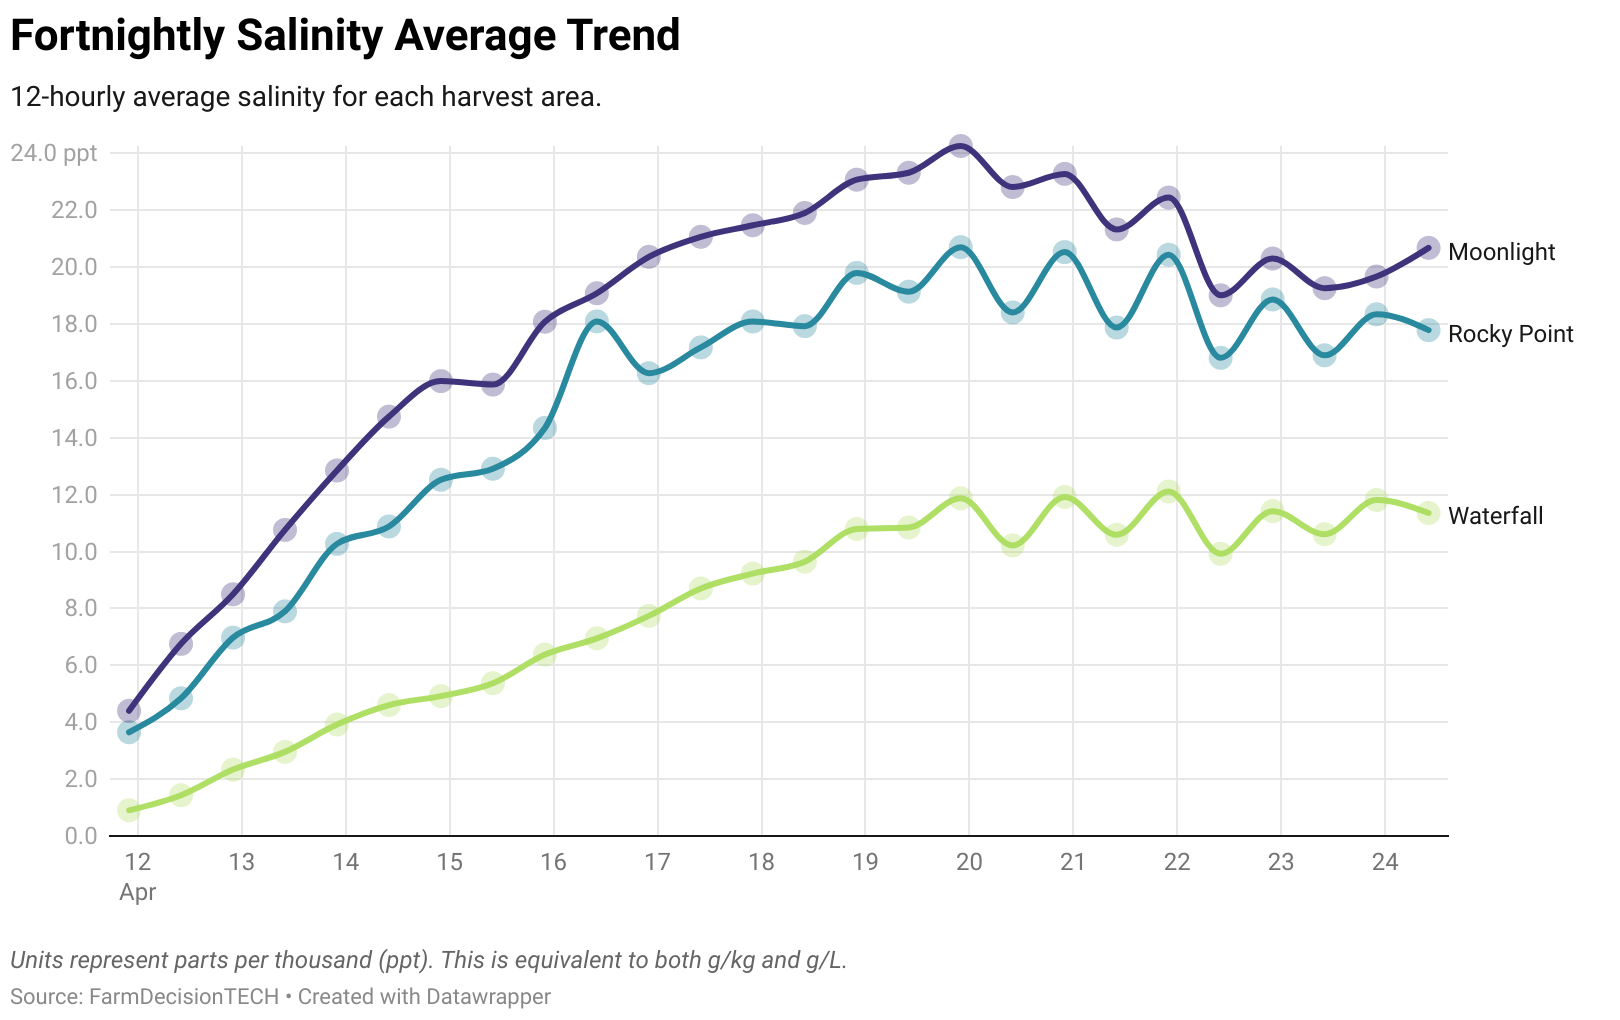 Fortnightly Salinity Average Trend
12-hourly average salinity for each harvest area.
24.0 ppt
22.0
20.0
18.0
16.0
14.0
12.0
10.0
8.0
6.0
4.0
2.0
0.0
Moonlight
Rocky Point
Waterfall
12 13 14 15 16 17 18 19 20 21 22 23 24
Apr
Units represent parts per thousand (ppt). This is equivalent to both g/kg and g/L.
Source: FarmDecisionTECH • Created with Datawrapper